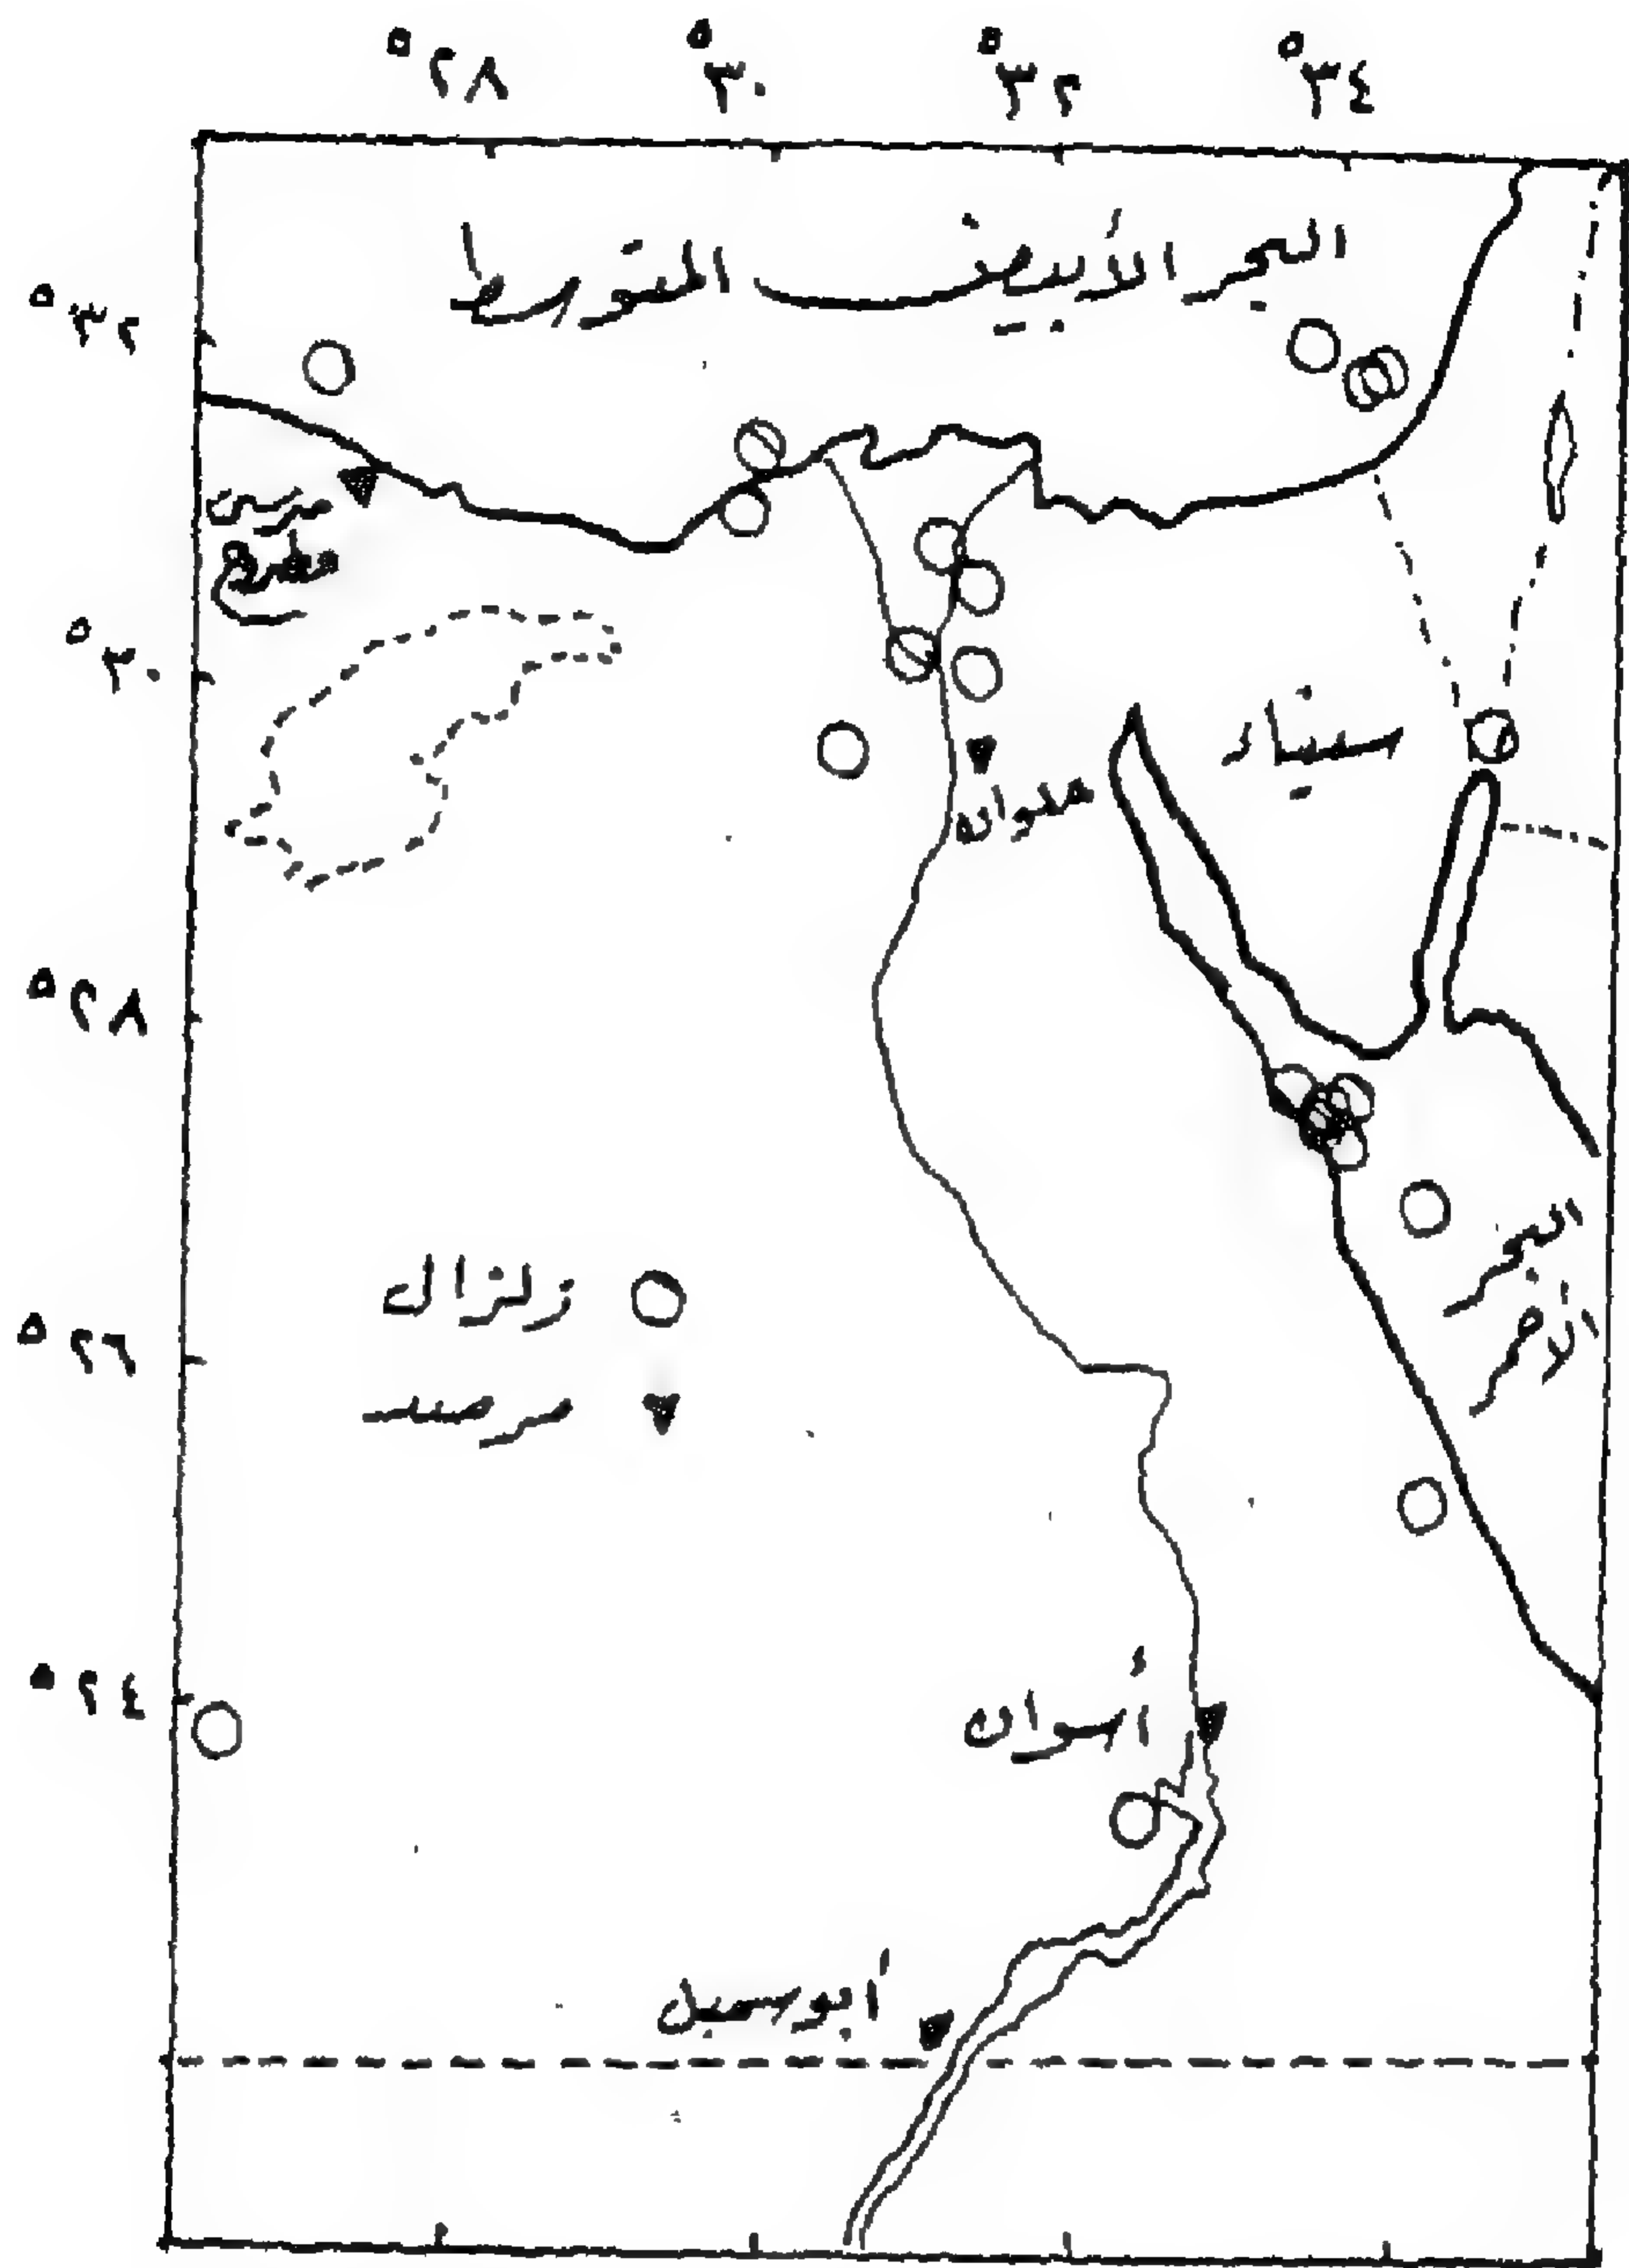 °٢٨ °٣٠ °٣٢ °٣٤
البحر الأبيض المتوسط
°٣٢
مرسى
مطروح
°٣٠
سيناء
حلوان
°٢٨
البحر
الأحمر
زلزال
°٢٦
مرصد
°٢٤
أسوان
أبو سمبل